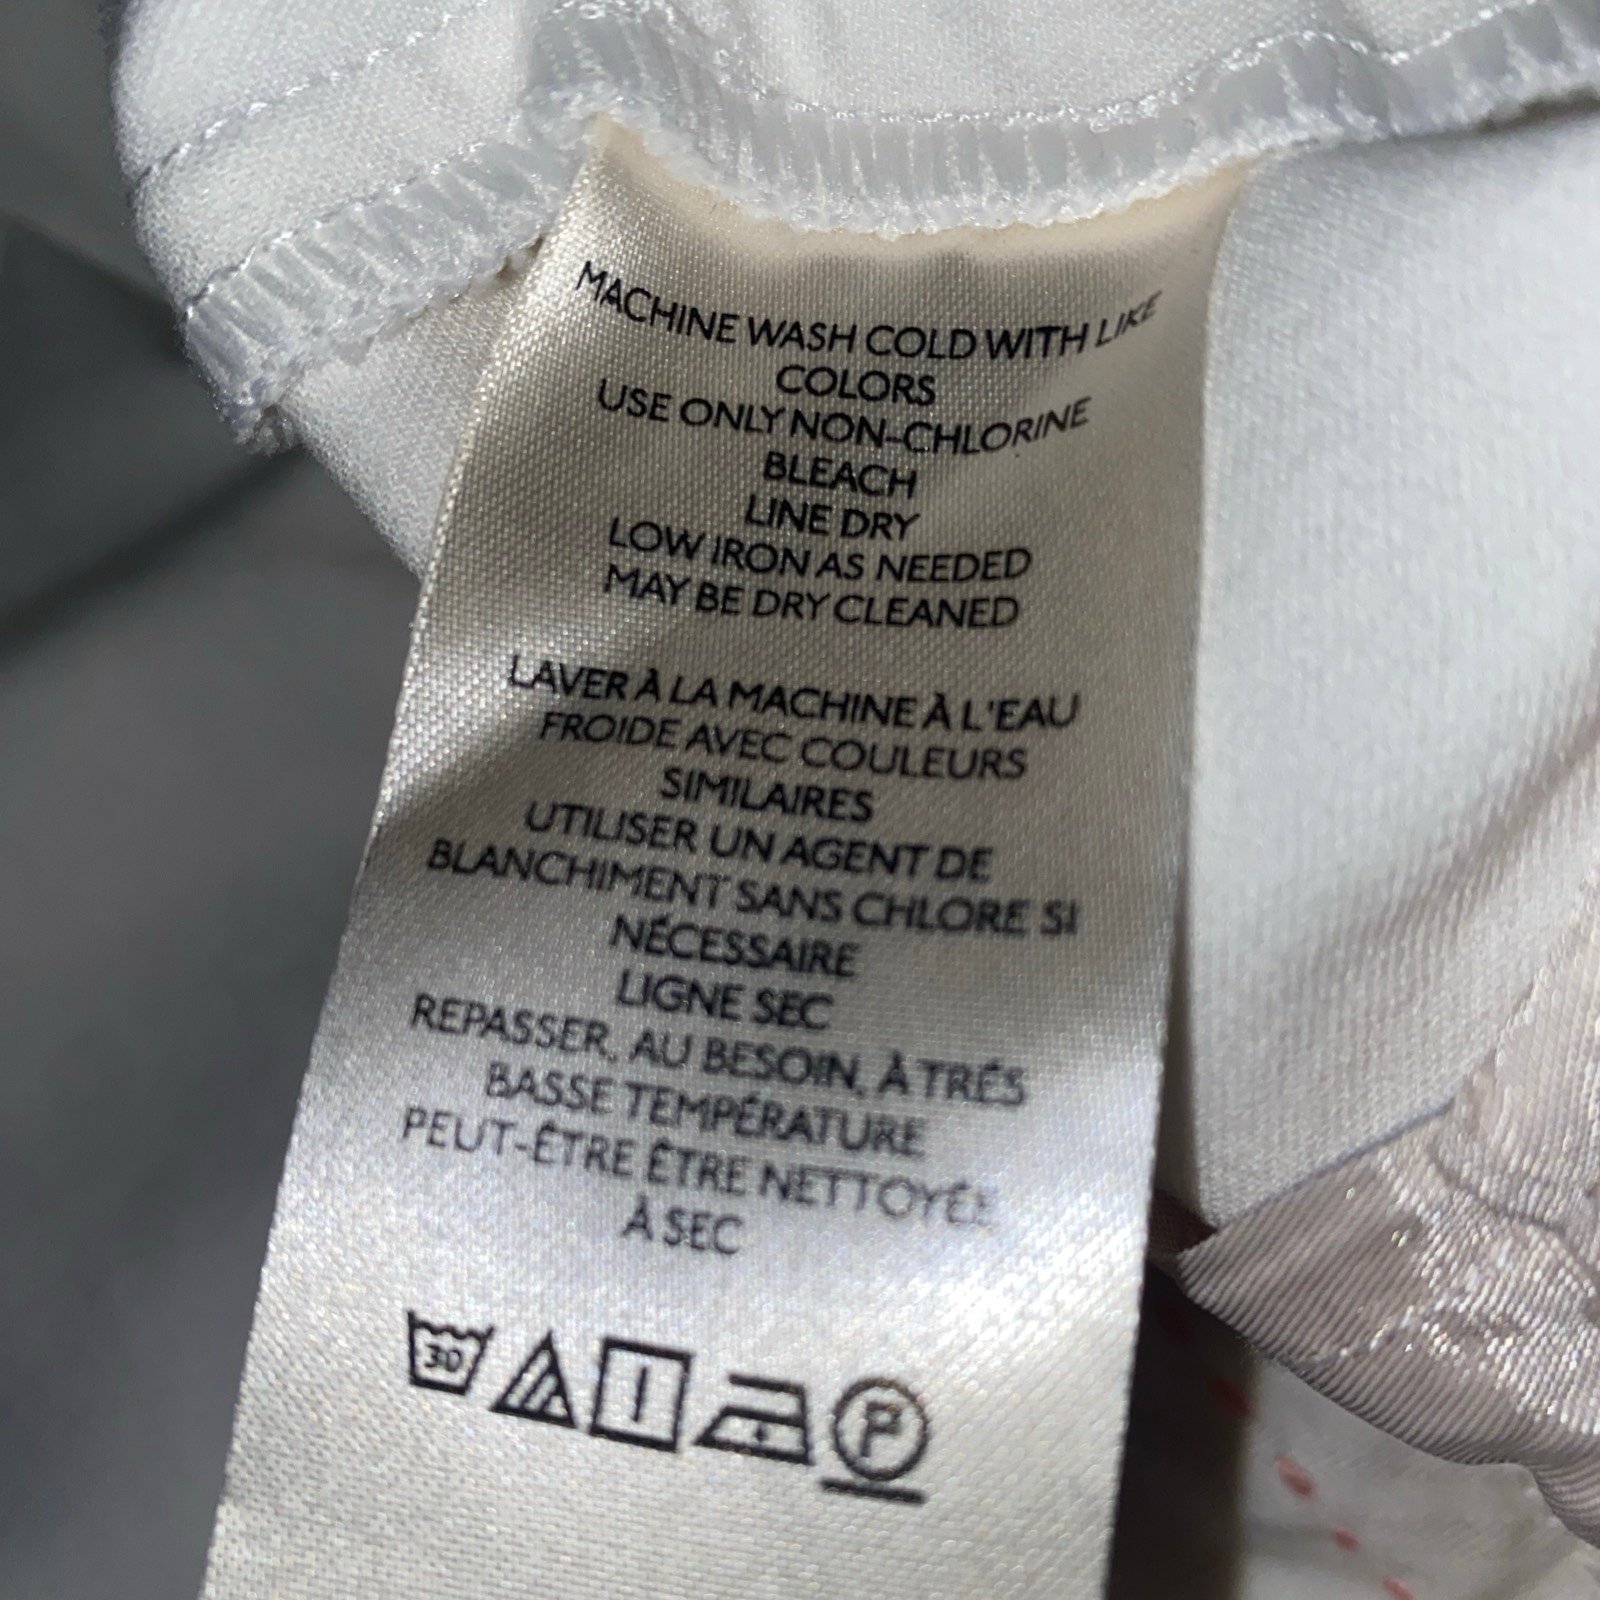 MACHINE WASH COLD WITH LIKE
COLORS
USE ONLY NON-CHLORINE
BLEACH
LINE DRY
LOW IRON AS NEEDED
MAY BE DRY CLEANED
LAVER À LA MACHINE À L'EAU
FROIDE AVEC COULEURS
SIMILAIRES
UTILISER UN AGENT DE
BLANCHIMENT SANS CHLORE SI
NÉCESSAIRE
LIGNE SEC
REPASSER, AU BESOIN, À TRÉS
BASSE TEMPÉRATURE
PEUT-ÊTRE ÊTRE NETTOYÉE
À SEC
30 P